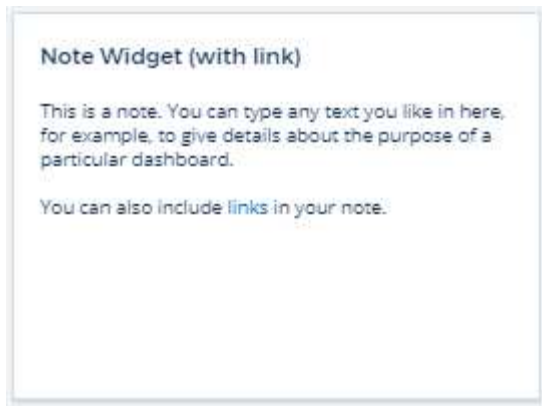 Note Widget (with link)
This is a note. You can type any text you like in here,
for example, to give details about the purpose of a
particular dashboard.
You can also include links in your note.